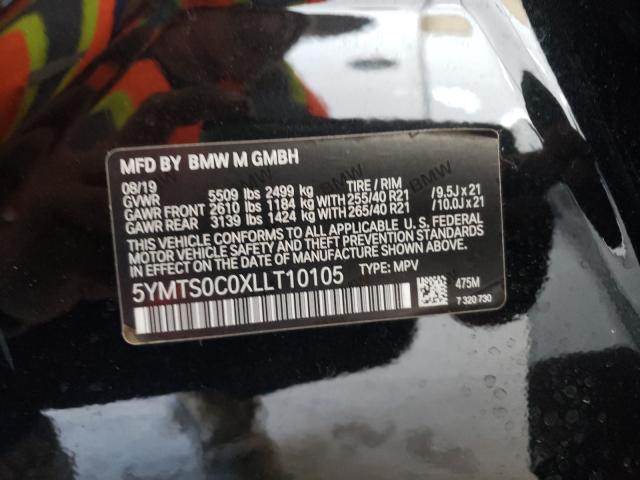 MFD BY BMW M GMBH
08/19 TIRE / RIM
GVWR 5509 lbs 2499 kg
GAWR FRONT 2610 lbs 1184 kg WITH 255/40 R21 /9.5J x 21
GAWR REAR 3139 lbs 1424 kg WITH 265/40 R21 /10.0J x 21
THIS VEHICLE CONFORMS TO ALL APPLICABLE U. S. FEDERAL
MOTOR VEHICLE SAFETY AND THEFT PREVENTION STANDARDS
IN EFFECT ON THE DATE OF MANUFACTURE SHOWN ABOVE.
5YMTS0C0XLLT10105 TYPE: MPV
475M
7 320 730
BMW
BMW
BMW